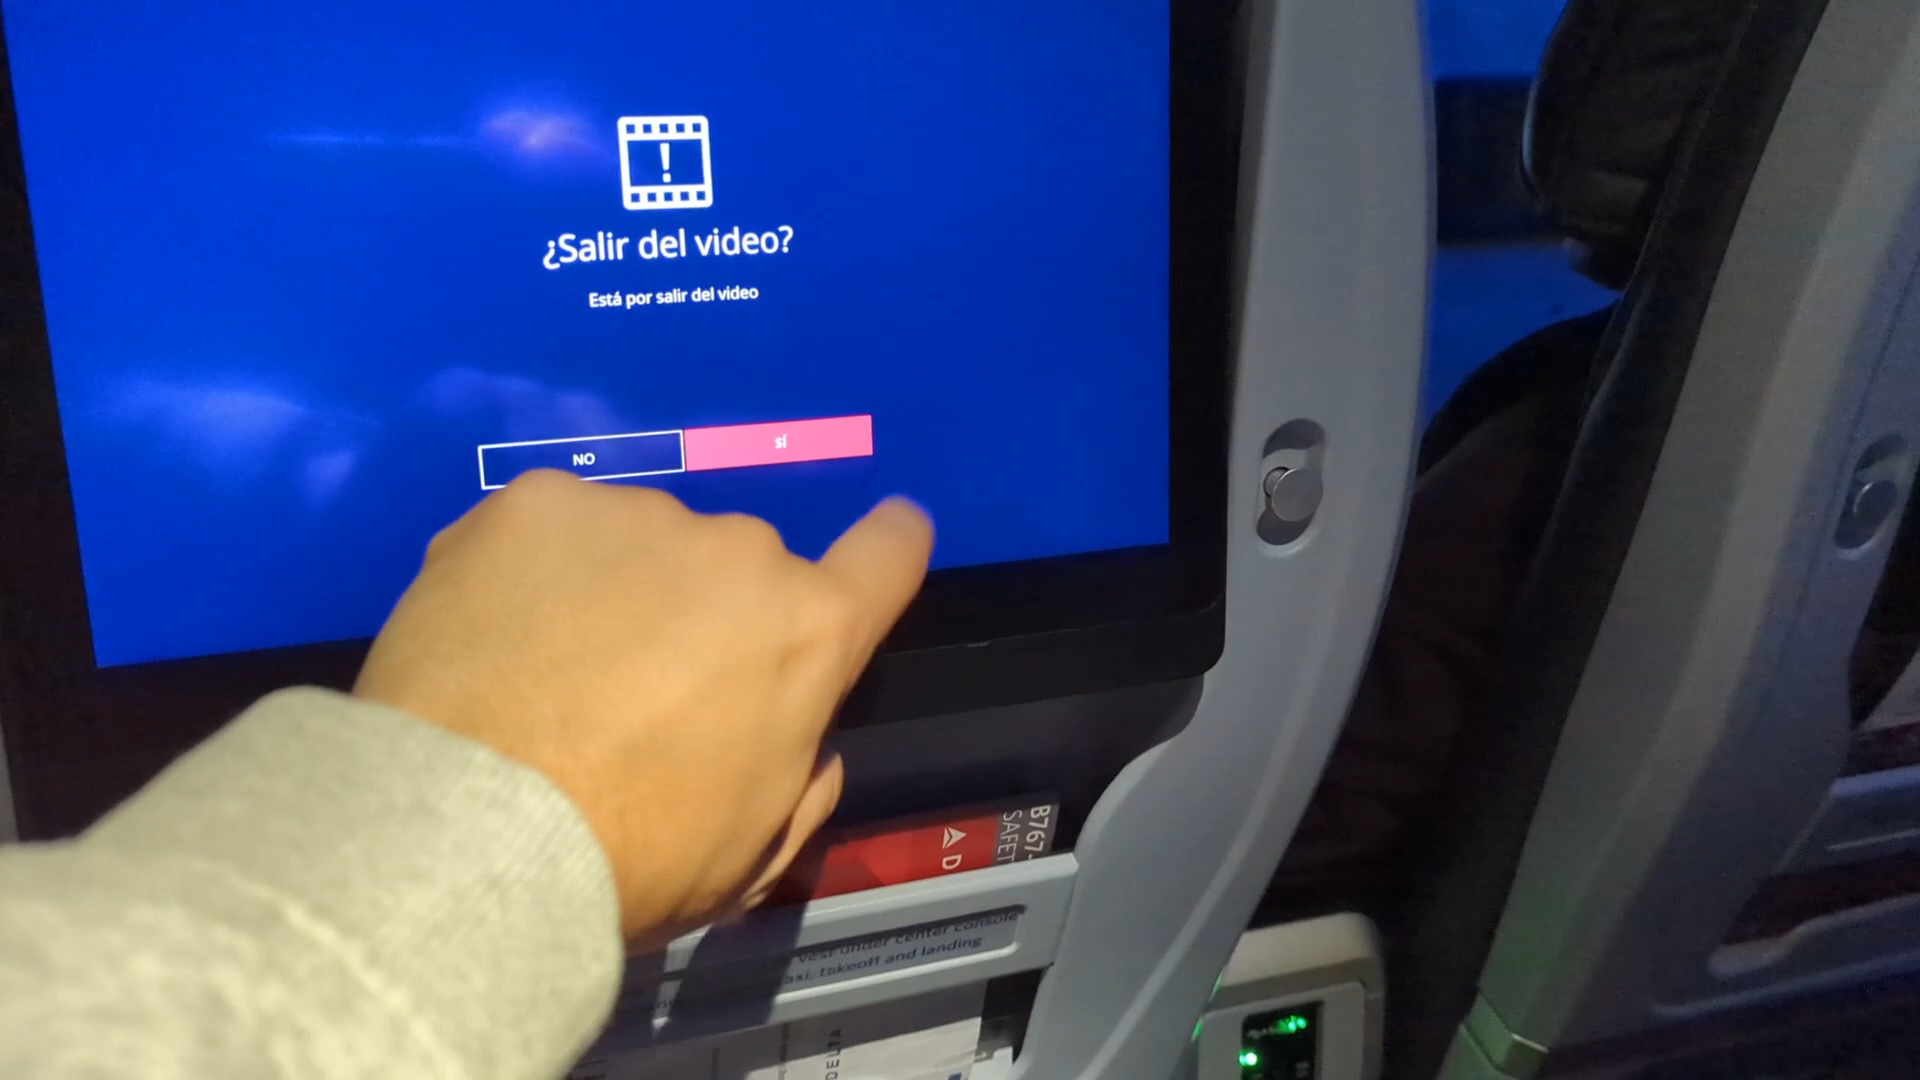 ¿Salir del video?
Está por salir del video
NO
SÍ
B767-
SAFET
D
vest under center console
axi, takeoff and landing
DELTA